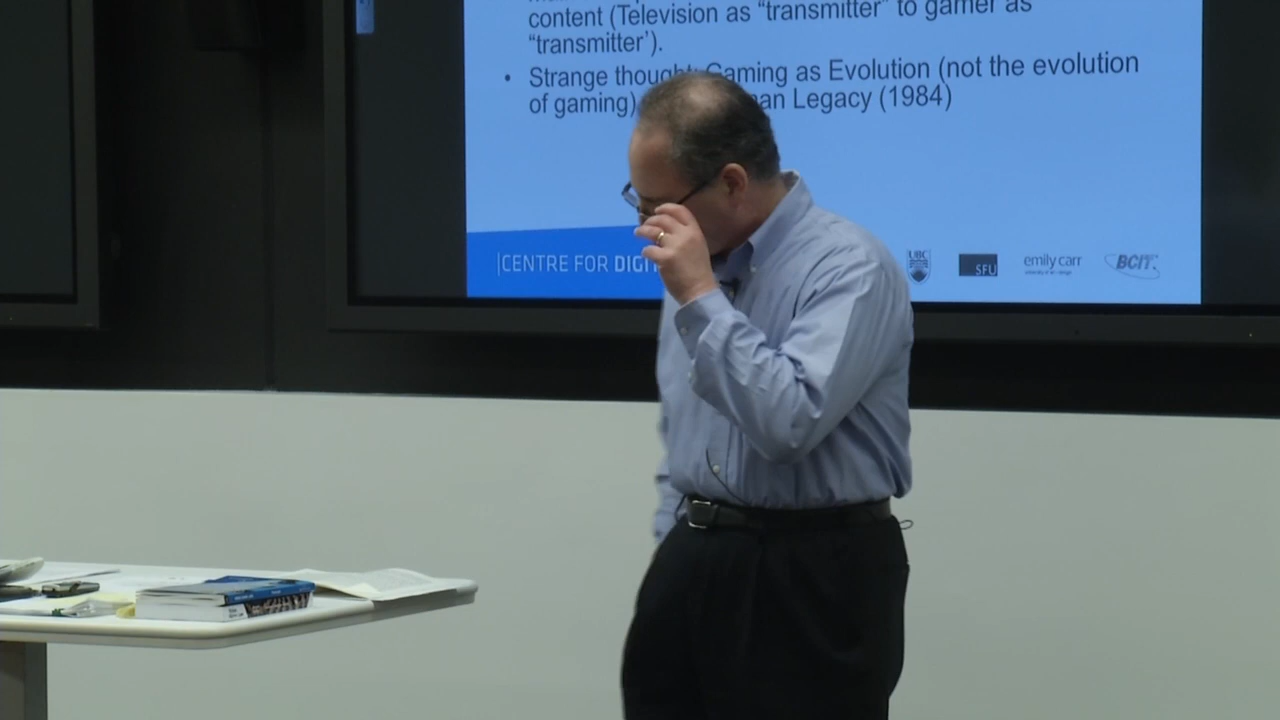 content (Television as “transmitter” to gamer as
“transmitter’).
• Strange thought: Gaming as Evolution (not the evolution
of gaming) Legacy (1984)
|CENTRE FOR
UBC
SFU
emily carr
BCIT